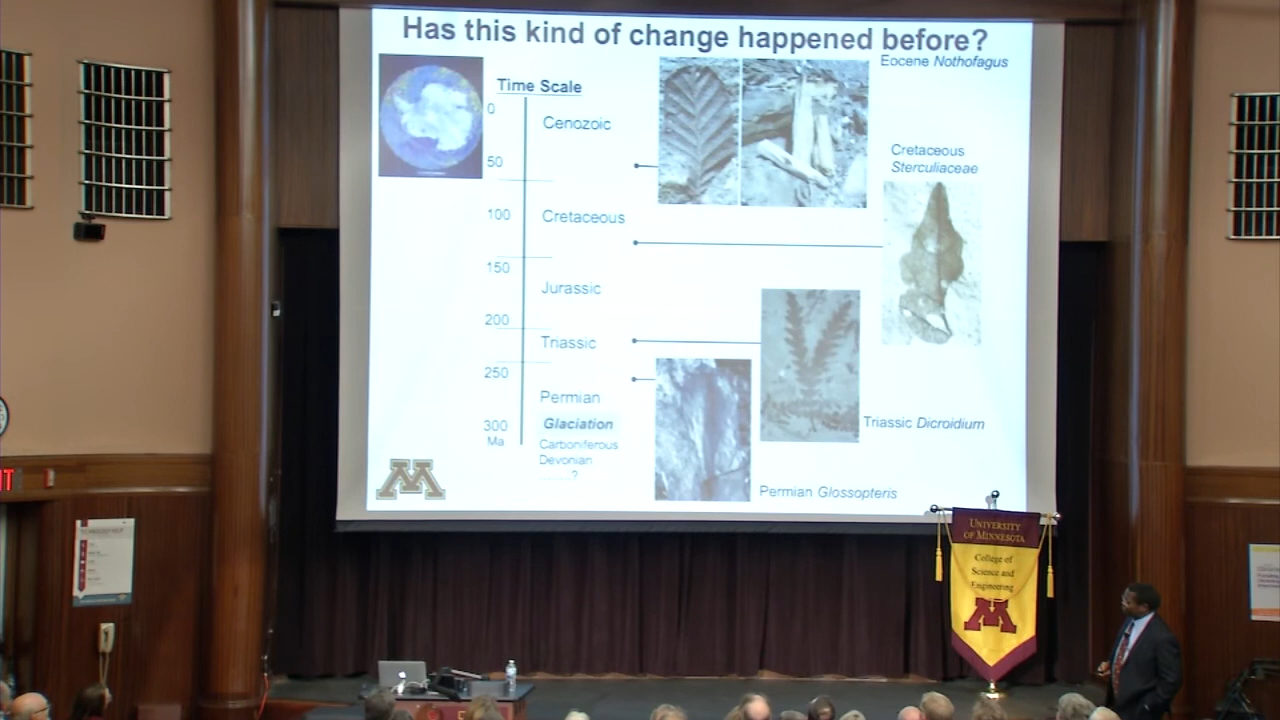 Has this kind of change happened before?
Eocene Nothofagus
Time Scale
0
Cenozoic
50
Cretaceous
Sterculiaceae
100
Cretaceous
150
Jurassic
200
Triassic
250
Permian
300
Ma
Glaciation
Carboniferous
Devonian
......?
Triassic Dicroidium
Permian Glossopteris
M
UNIVERSITY
OF MINNESOTA
College of
Science and
Engineering
M
IT